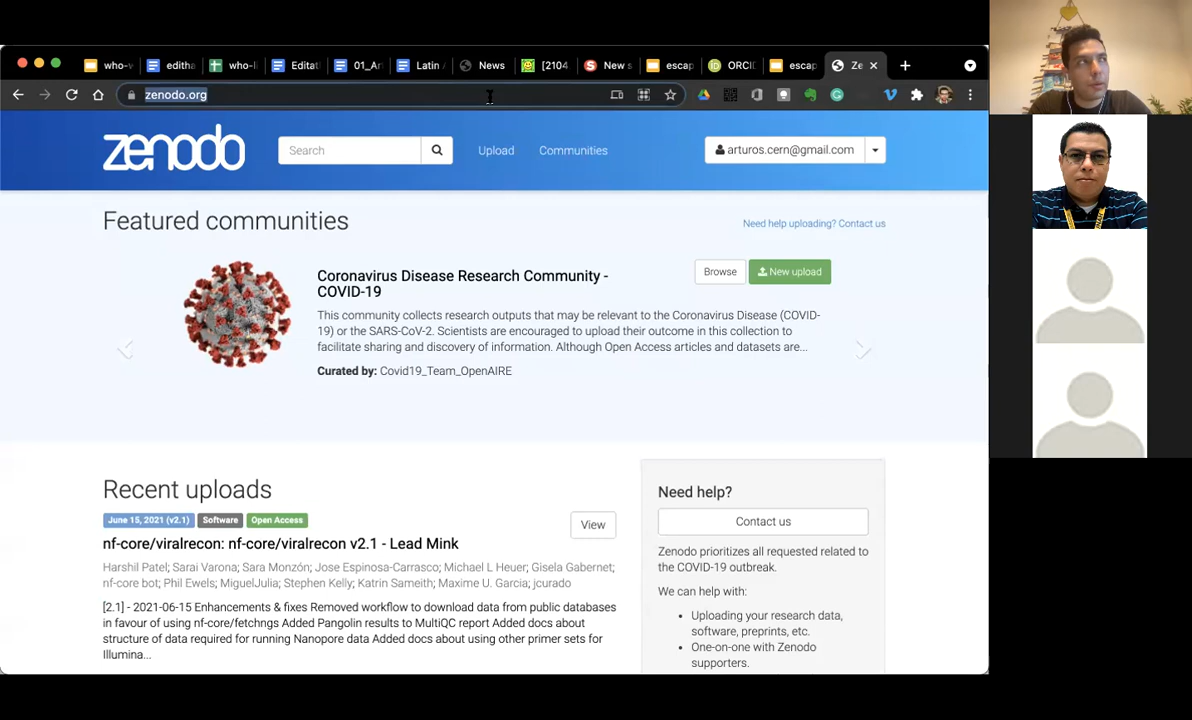 who-
editha
who-l
Editat
01_Ar
Latin
News
[2104
New s
escap
ORCID
escap
Ze
zenodo.org
zenodo
Search
Upload
Communities
arturos.cern@gmail.com
Featured communities
Need help uploading? Contact us
Coronavirus Disease Research Community -
COVID-19
Browse
New upload
This community collects research outputs that may be relevant to the Coronavirus Disease (COVID-
19) or the SARS-CoV-2. Scientists are encouraged to upload their outcome in this collection to
facilitate sharing and discovery of information. Although Open Access articles and datasets are...
Curated by: Covid19_Team_OpenAIRE
Recent uploads
June 15, 2021 (v2.1) Software Open Access
View
nf-core/viralrecon: nf-core/viralrecon v2.1 - Lead Mink
Harshil Patel; Sarai Varona; Sara Monzón; Jose Espinosa-Carrasco; Michael L Heuer; Gisela Gabernet;
nf-core bot; Phil Ewels; MiguelJulia; Stephen Kelly; Katrin Sameith; Maxime U. Garcia; jcurado
[2.1] - 2021-06-15 Enhancements & fixes Removed workflow to download data from public databases
in favour of using nf-core/fetchngs Added Pangolin results to MultiQC report Added docs about
structure of data required for running Nanopore data Added docs about using other primer sets for
Illumina...
Need help?
Contact us
Zenodo prioritizes all requested related to
the COVID-19 outbreak.
We can help with:
Uploading your research data,
software, preprints, etc.
One-on-one with Zenodo
supporters.